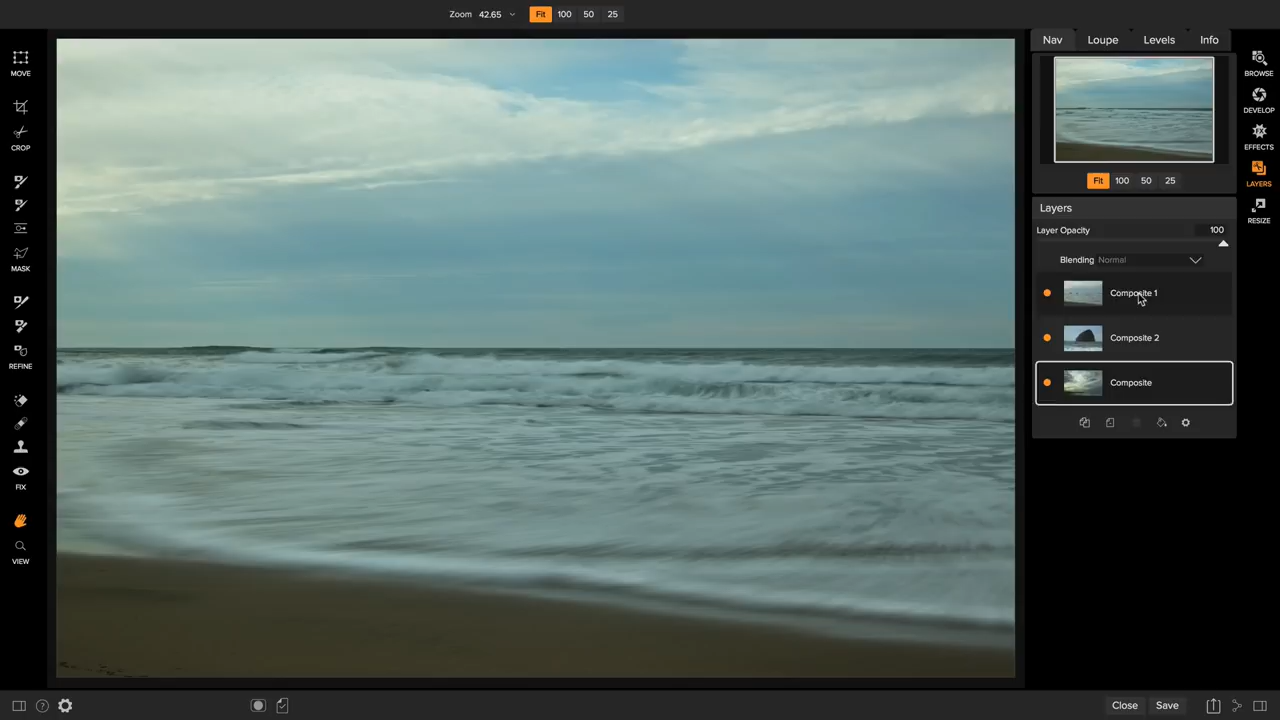 Zoom 42.65 Fit 100 50 25
MOVE
CROP
MASK
REFINE
FIX
VIEW
Nav Loupe Levels Info
Fit 100 50 25
Layers
Layer Opacity 100
Blending Normal
Composite 1
Composite 2
Composite
BROWSE
DEVELOP
EFFECTS
LAYERS
RESIZE
Close Save